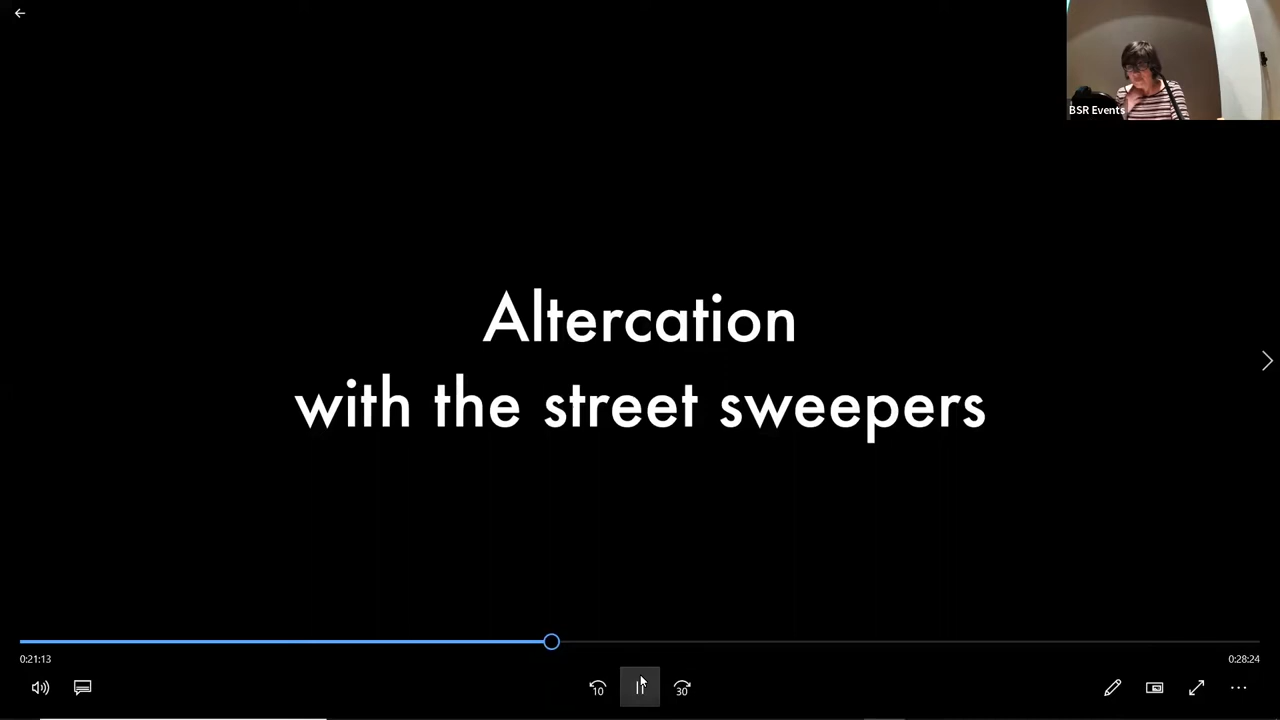 BSR Events
Altercation
with the street sweepers
0:21:13
0:28:24
10
30